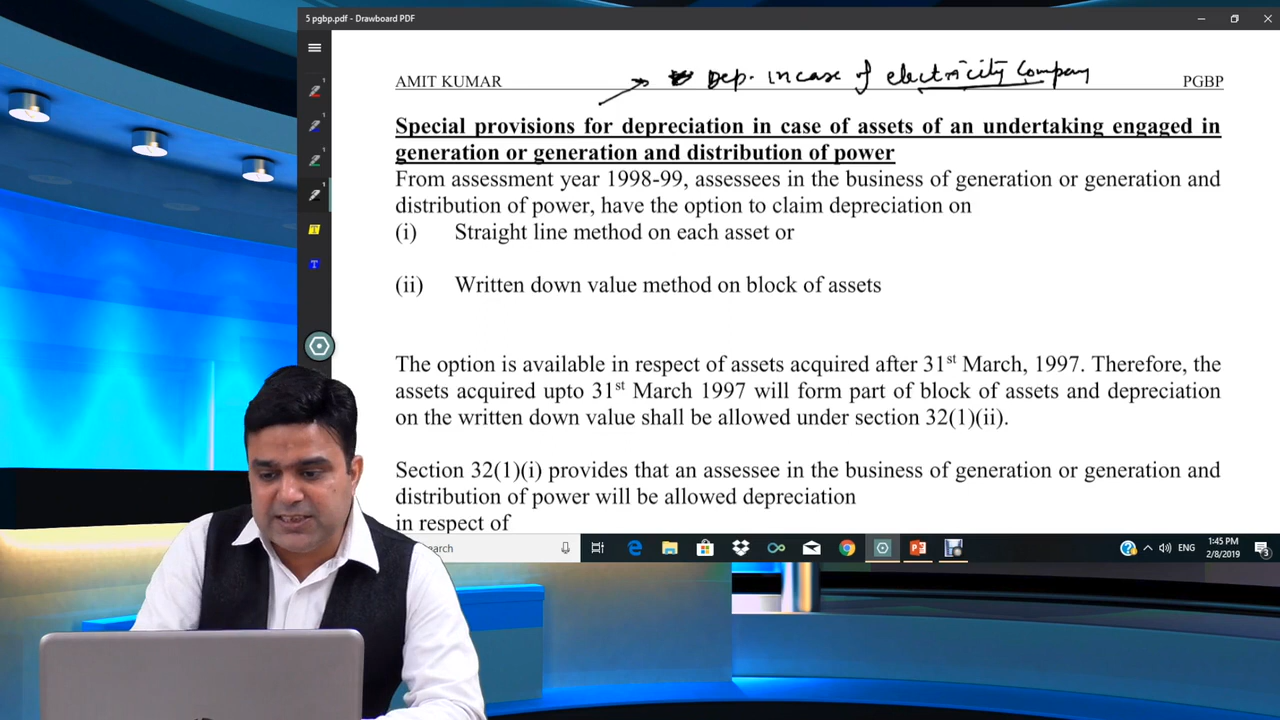 5 pgbp.pdf - Drawboard PDF
→ Dep. in case of electricity Company
AMIT KUMAR PGBP
Special provisions for depreciation in case of assets of an undertaking engaged in
generation or generation and distribution of power
From assessment year 1998-99, assessees in the business of generation or generation and
distribution of power, have the option to claim depreciation on
(i) Straight line method on each asset or
(ii) Written down value method on block of assets
The option is available in respect of assets acquired after 31st March, 1997. Therefore, the
assets acquired upto 31st March 1997 will form part of block of assets and depreciation
on the written down value shall be allowed under section 32(1)(ii).
Section 32(1)(i) provides that an assessee in the business of generation or generation and
distribution of power will be allowed depreciation
in respect of
earch
ENG
1:45 PM
2/8/2019
3